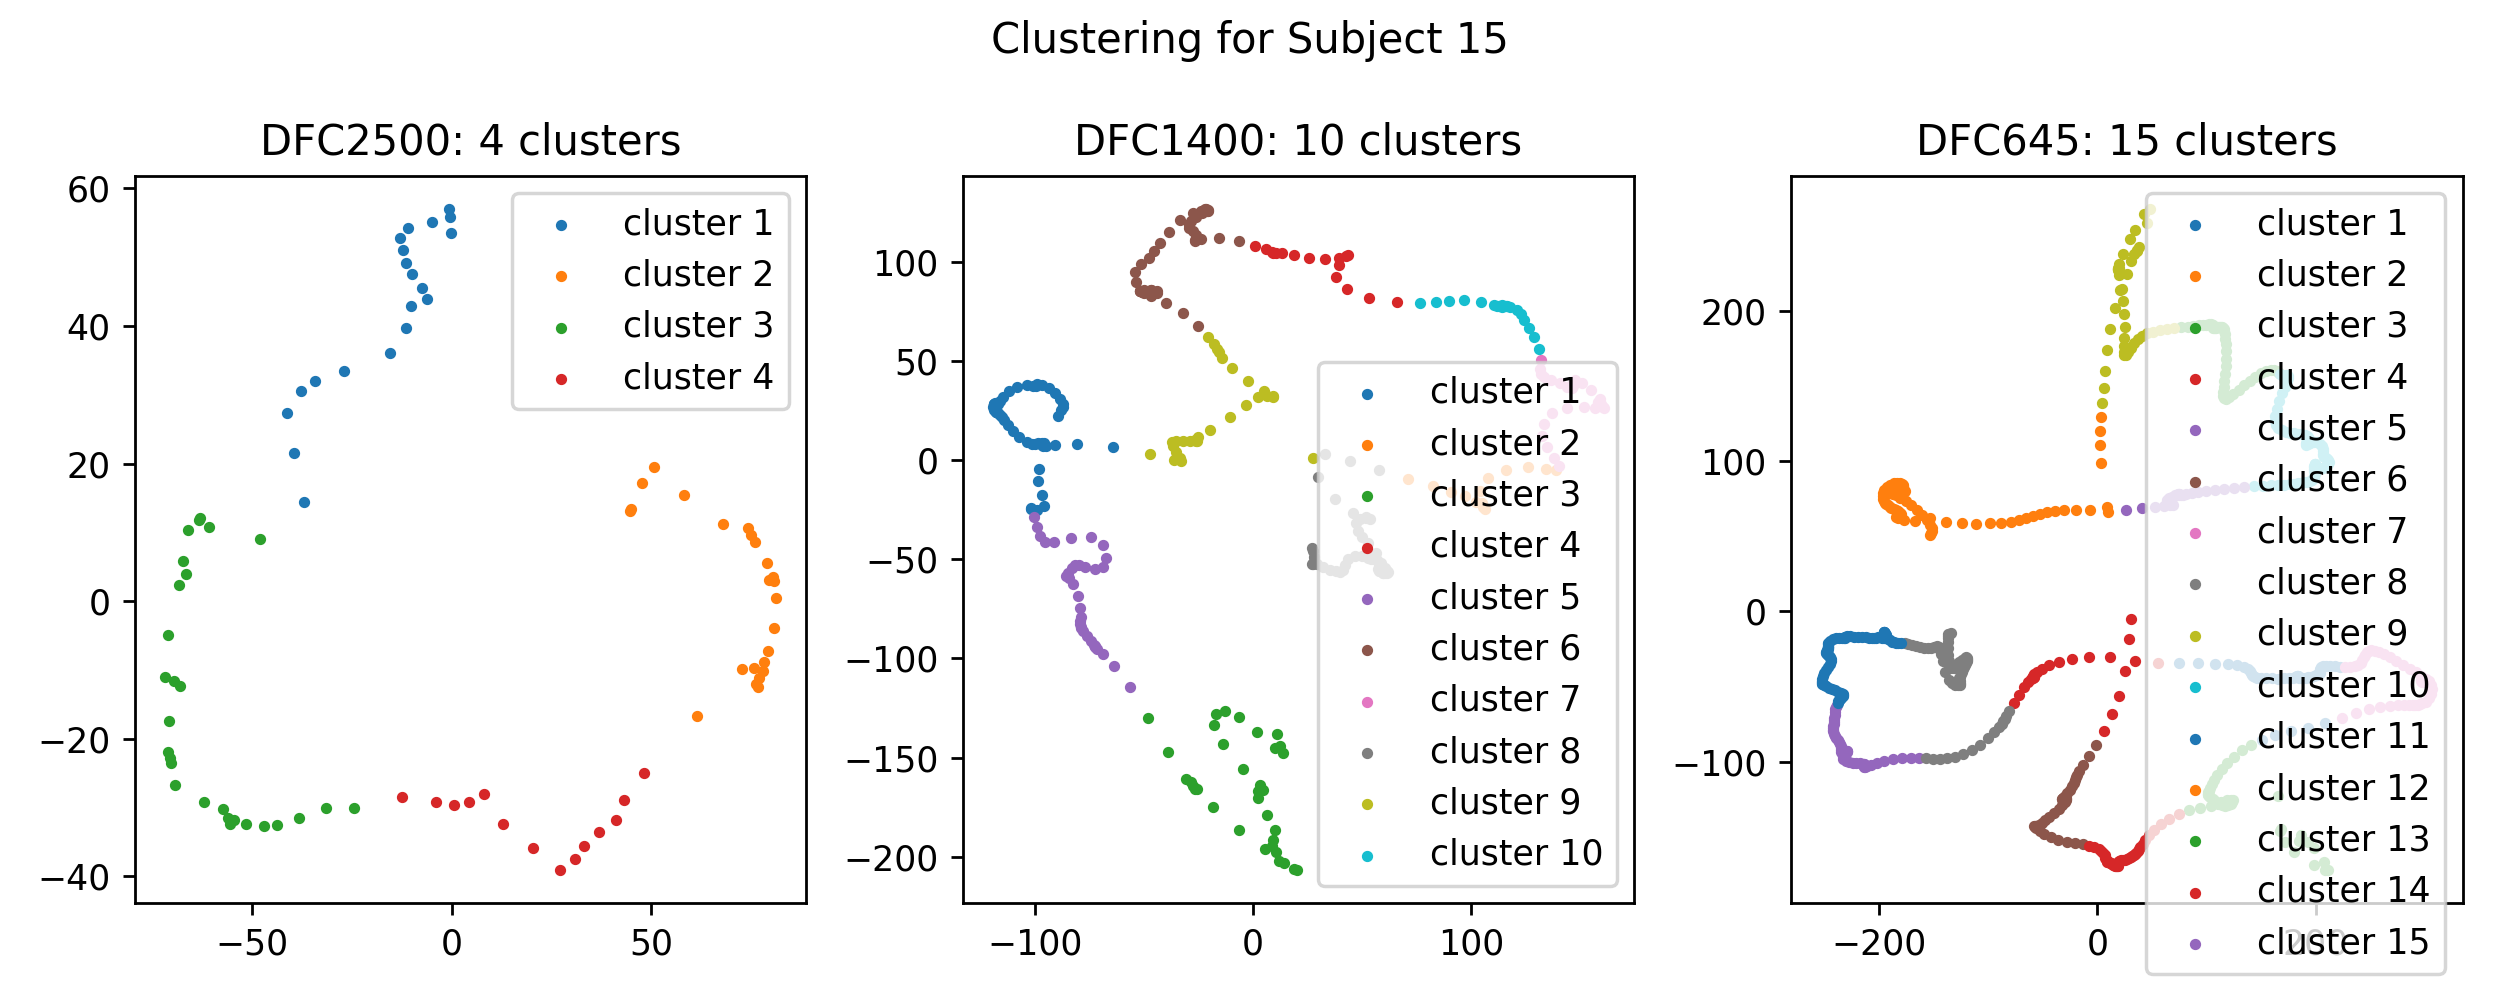 Clustering for Subject 15
DFC2500: 4 clusters
60
40
20
0
−20
−40
−50
0
50
cluster 1
cluster 2
cluster 3
cluster 4
DFC1400: 10 clusters
100
50
0
−50
−100
−150
−200
−100
0
100
cluster 1
cluster 2
cluster 3
cluster 4
cluster 5
cluster 6
cluster 7
cluster 8
cluster 9
cluster 10
DFC645: 15 clusters
200
100
0
−100
−200
0
cluster 1
cluster 2
cluster 3
cluster 4
cluster 5
cluster 6
cluster 7
cluster 8
cluster 9
cluster 10
cluster 11
cluster 12
cluster 13
cluster 14
cluster 15